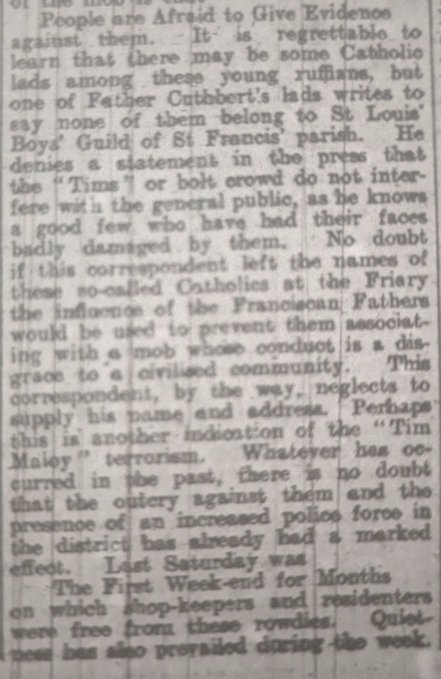 of the mob is that
People are Afraid to Give Evidence
against them. It is regrettable to
learn that there may be some Catholic
lads among these young ruffians, but
one of Father Cuthbert's lads writes to
say none of them belong to St Louis'
Boys' Guild of St Francis' parish. He
denies a statement in the press that
the "Tims" or bolt crowd do not inter-
fere with the general public, as he knows
a good few who have had their faces
badly damaged by them. No doubt
if this correspondent left the names of
these so-called Catholics at the Friary
the influence of the Franciscan Fathers
would be used to prevent them associat-
ing with a mob whose conduct is a dis-
grace to a civilised community. This
correspondent, by the way, neglects to
supply his name and address. Perhaps
this is another indication of the "Tim
Maloy" terrorism. Whatever has oc-
curred in the past, there is no doubt
that the outcry against them and the
presence of an increased police force in
the district has already had a marked
effect. Last Saturday was
The First Week-end for Months
on which shop-keepers and residenters
were free from these rowdies. Quiet-
ness has also prevailed during the week.